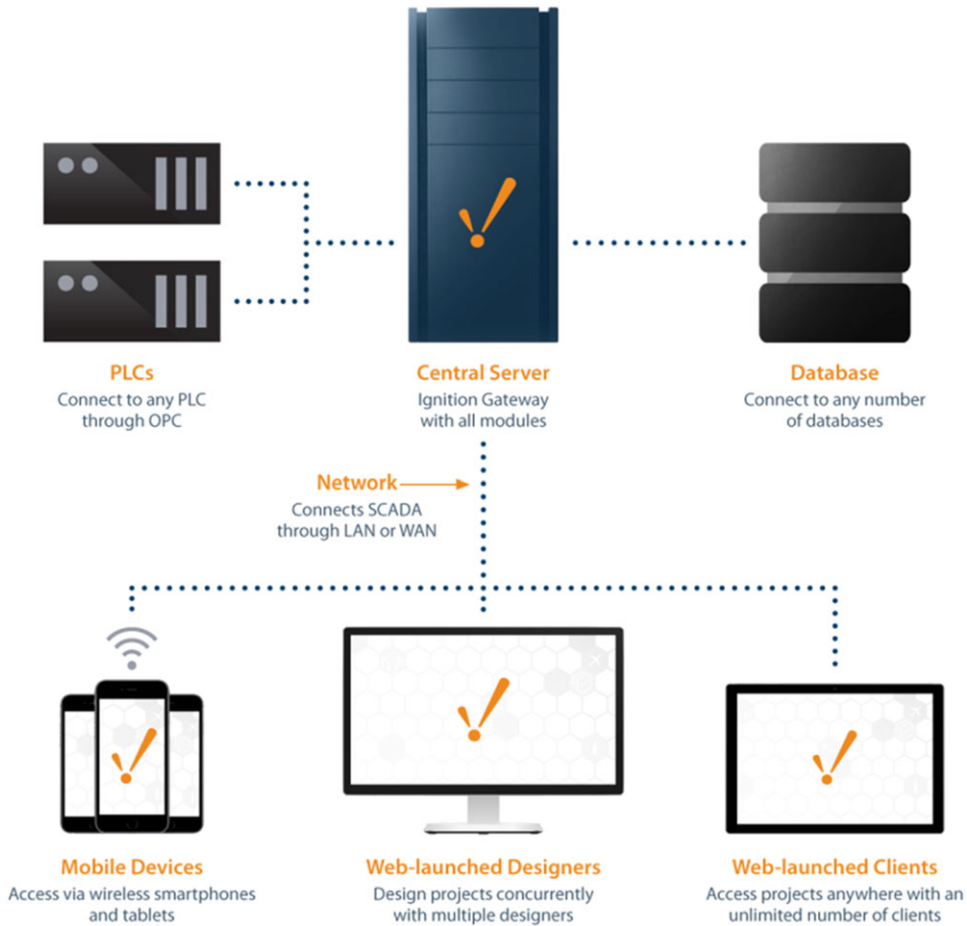 PLCs
Connect to any PLC
through OPC
Central Server
Ignition Gateway
with all modules
Database
Connect to any number
of databases
Network
Connects SCADA
through LAN or WAN
Mobile Devices
Access via wireless smartphones
and tablets
Web-launched Designers
Design projects concurrently
with multiple designers
Web-launched Clients
Access projects anywhere with an
unlimited number of clients